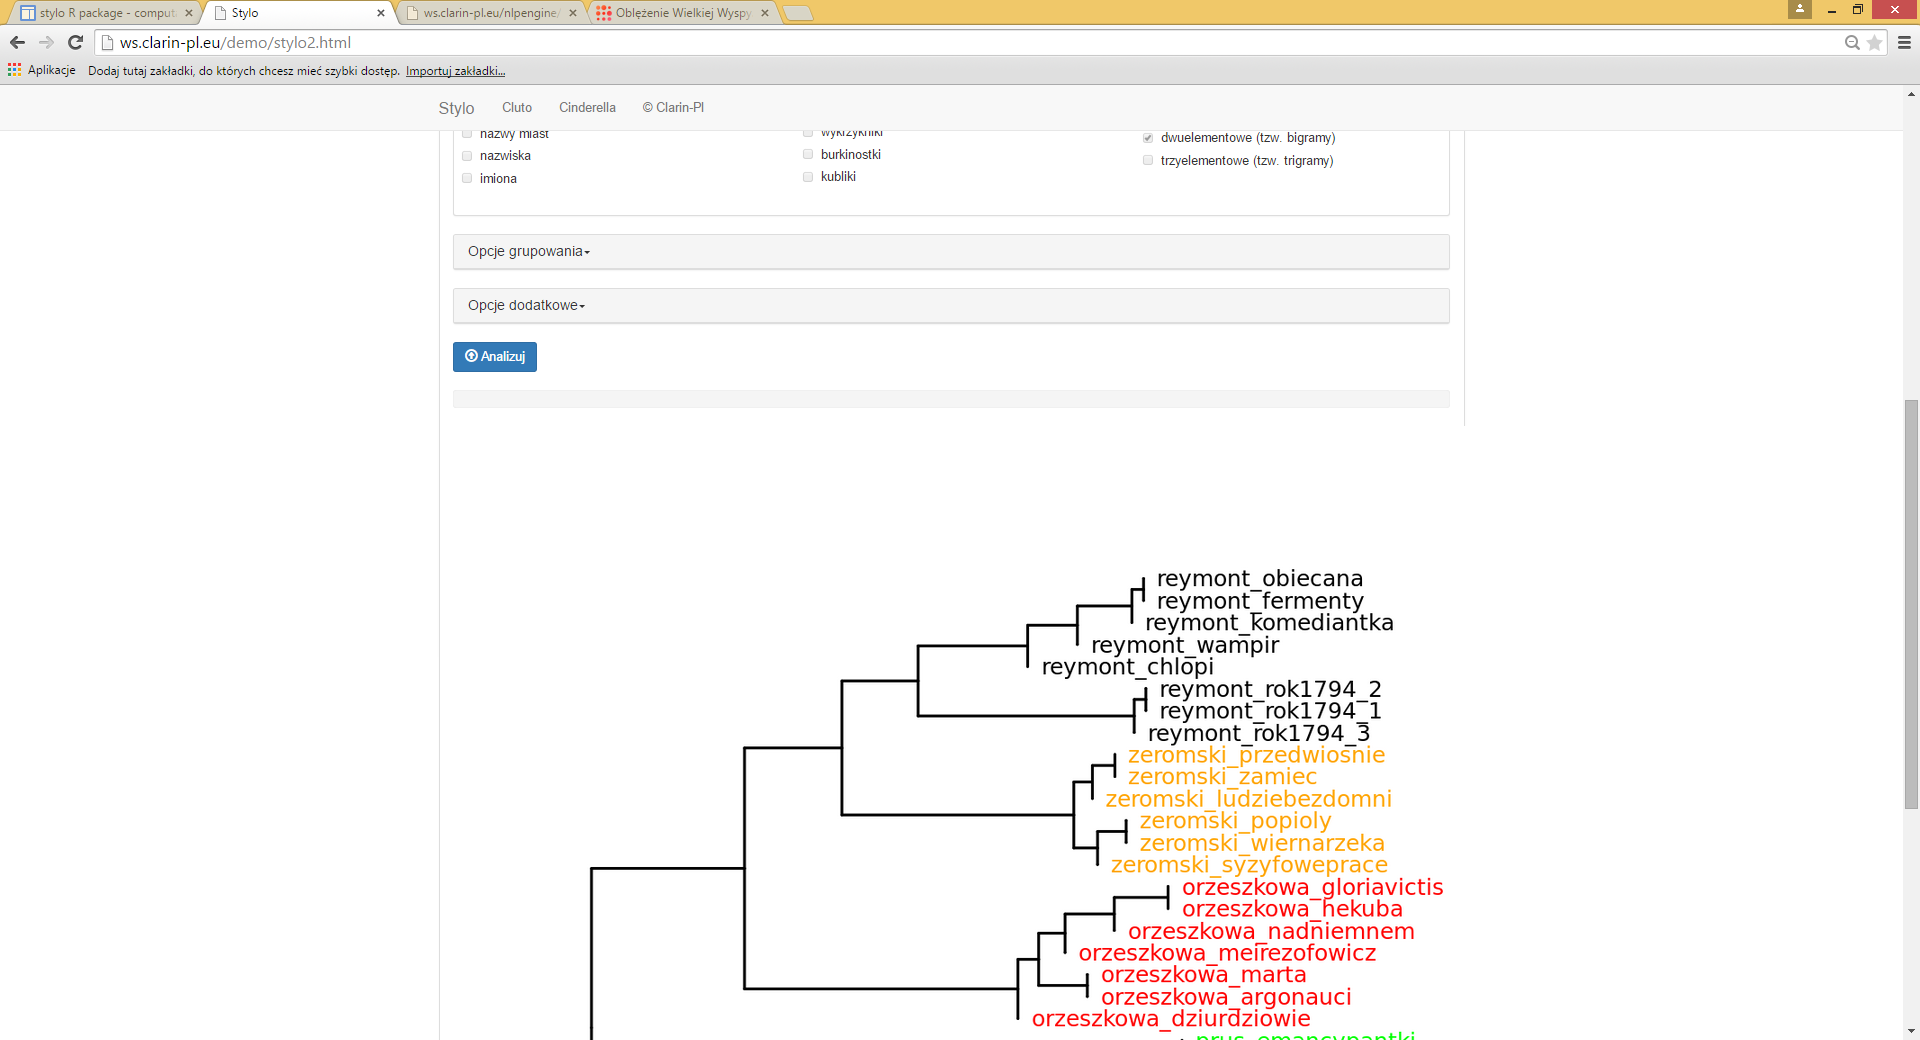 stylo R package - comput
Stylo
ws.clarin-pl.eu/nlpengine/
Oblężenie Wielkiej Wyspy
ws.clarin-pl.eu/demo/stylo2.html
Aplikacje
Dodaj tutaj zakładki, do których chcesz mieć szybki dostęp. Importuj zakładki...
Stylo Cluto Cinderella © Clarin-Pl
nazwy miast
nazwiska
imiona
wykrzykniki
burkinostki
kubliki
dwuelementowe (tzw. bigramy)
trzyelementowe (tzw. trigramy)
Opcje grupowania
Opcje dodatkowe
Analizuj
reymont_obiecana
reymont_fermenty
reymont_komediantka
reymont_wampir
reymont_chlopi
reymont_rok1794_2
reymont_rok1794_1
reymont_rok1794_3
zeromski_przedwiosnie
zeromski_zamiec
zeromski_ludziebezdomni
zeromski_popioly
zeromski_wiernarzeka
zeromski_syzyfoweprace
orzeszkowa_gloriavictis
orzeszkowa_hekuba
orzeszkowa_nadniemnem
orzeszkowa_meirezofowicz
orzeszkowa_marta
orzeszkowa_argonauci
orzeszkowa_dziurdziowie
prus_emancypantki